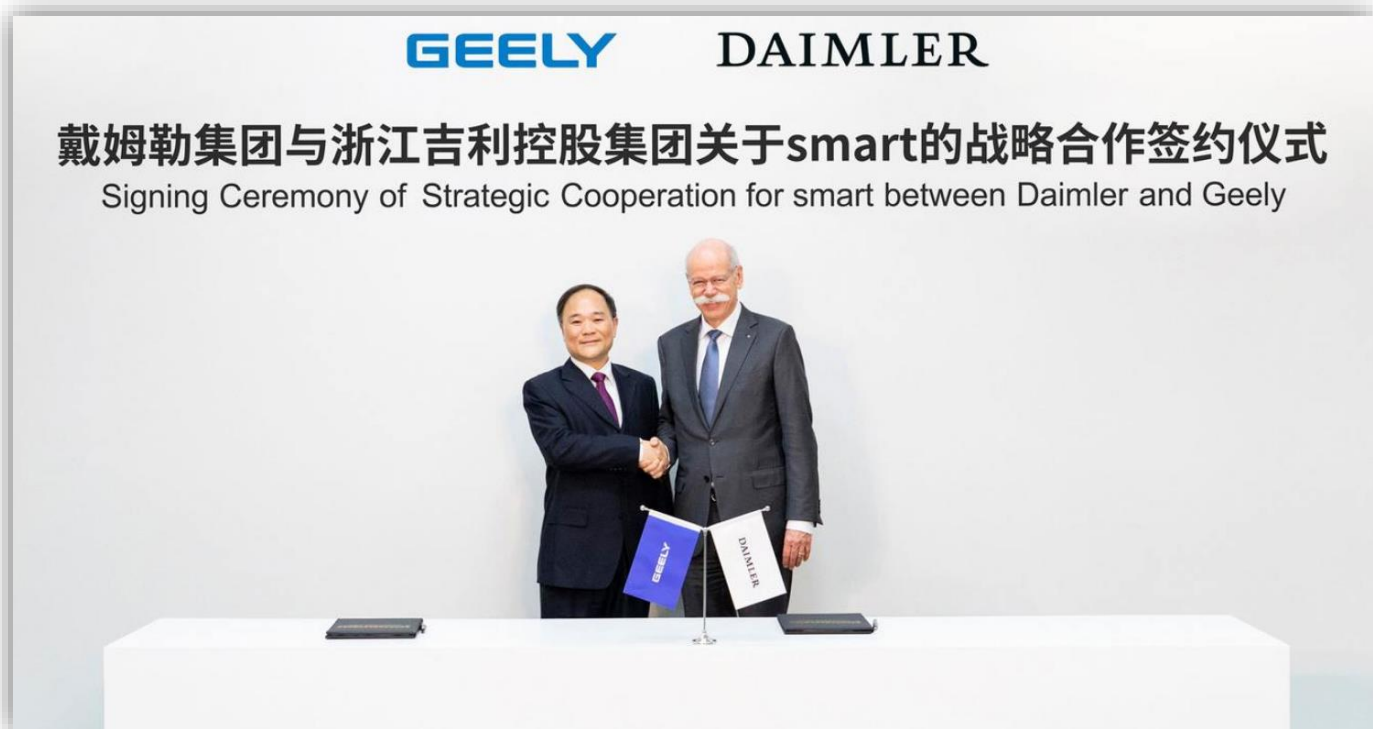 GEELY DAIMLER
戴姆勒集团与浙江吉利控股集团关于smart的战略合作签约仪式
Signing Ceremony of Strategic Cooperation for smart between Daimler and Geely
GEELY
DAIMLER